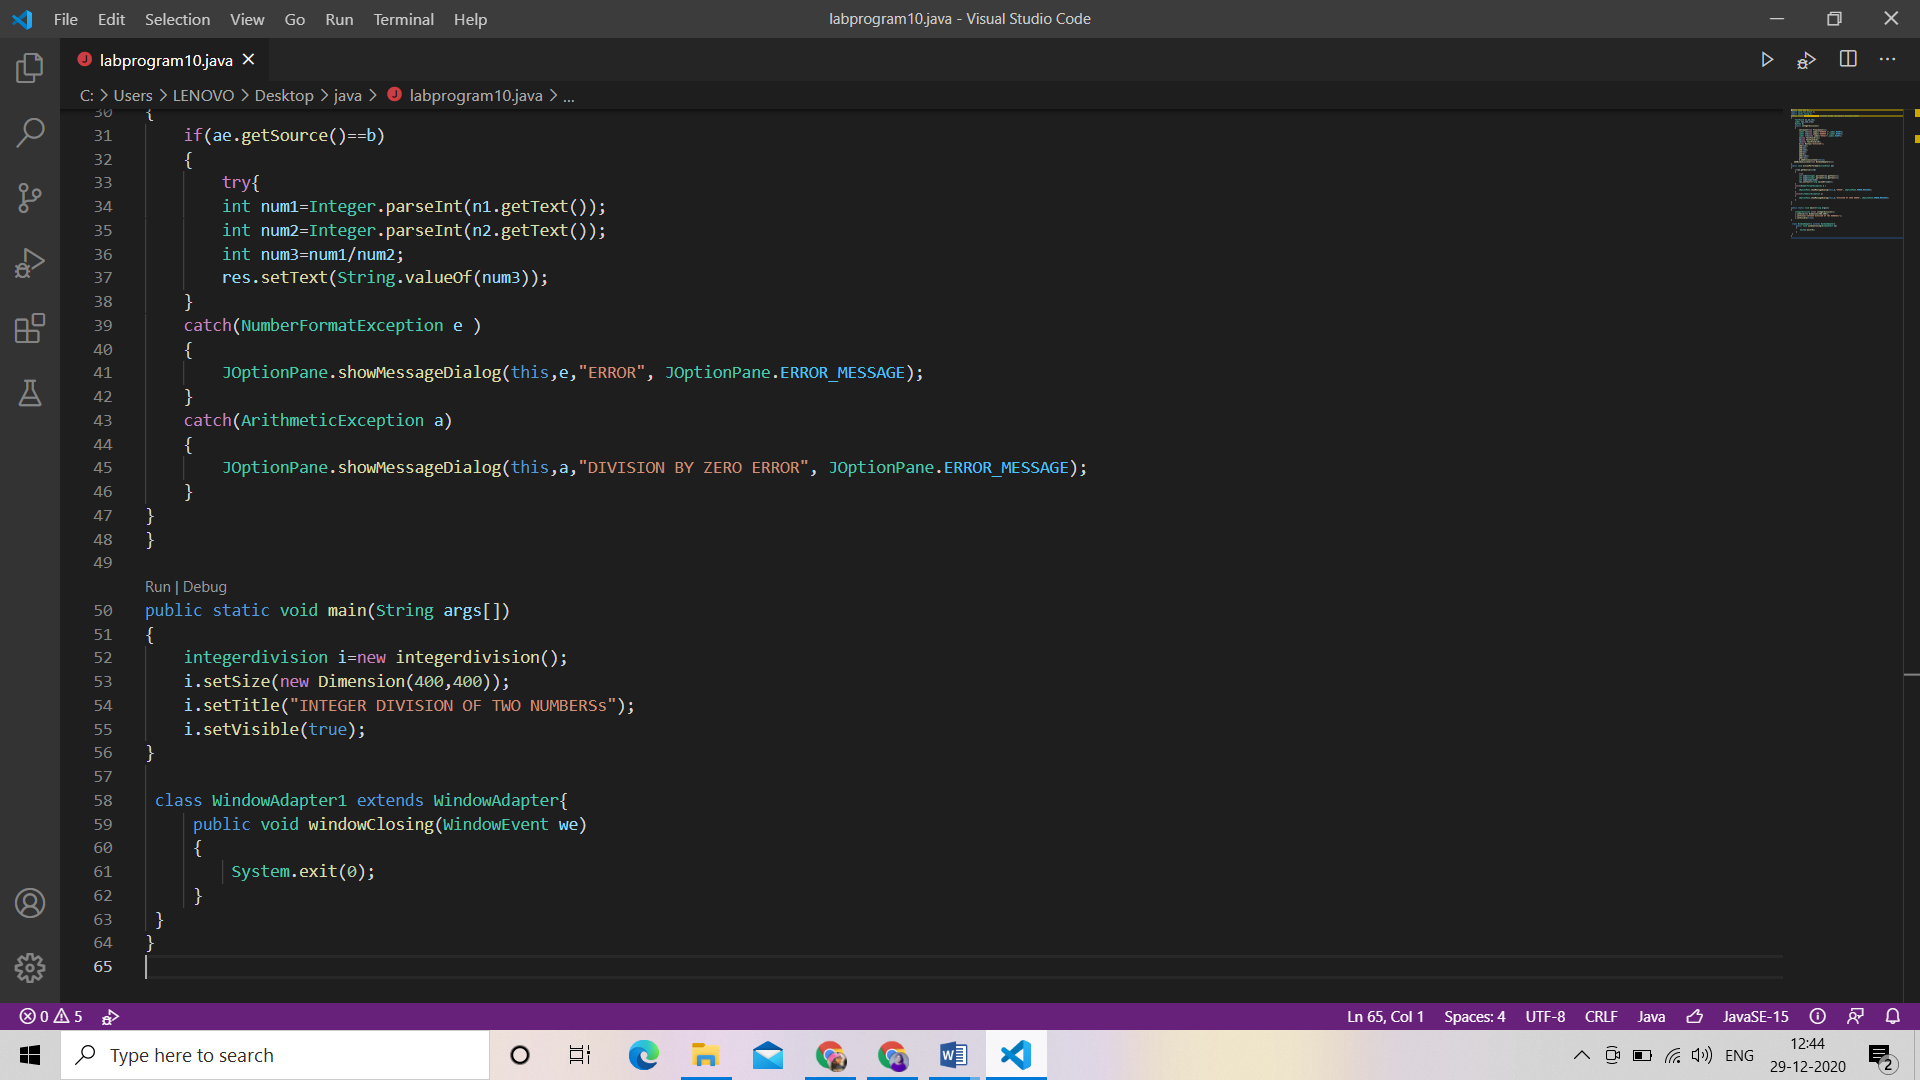 File Edit Selection View Go Run Terminal Help
labprogram10.java - Visual Studio Code
J labprogram10.java
C: > Users > LENOVO > Desktop > java > J labprogram10.java > ...
30 {
31 if(ae.getSource()==b)
32 {
33 try{
34 int num1=Integer.parseInt(n1.getText());
35 int num2=Integer.parseInt(n2.getText());
36 int num3=num1/num2;
37 res.setText(String.valueOf(num3));
38 }
39 catch(NumberFormatException e )
40 {
41 JOptionPane.showMessageDialog(this,e,"ERROR", JOptionPane.ERROR_MESSAGE);
42 }
43 catch(ArithmeticException a)
44 {
45 JOptionPane.showMessageDialog(this,a,"DIVISION BY ZERO ERROR", JOptionPane.ERROR_MESSAGE);
46 }
47 }
48 }
49
Run | Debug
50 public static void main(String args[])
51 {
52 integerdivision i=new integerdivision();
53 i.setSize(new Dimension(400,400));
54 i.setTitle("INTEGER DIVISION OF TWO NUMBERSs");
55 i.setVisible(true);
56 }
57
58 class WindowAdapter1 extends WindowAdapter{
59 public void windowClosing(WindowEvent we)
60 {
61 System.exit(0);
62 }
63 }
64 }
65
0 5
Ln 65, Col 1 Spaces: 4 UTF-8 CRLF Java JavaSE-15
Type here to search
ENG
12:44
29-12-2020
2